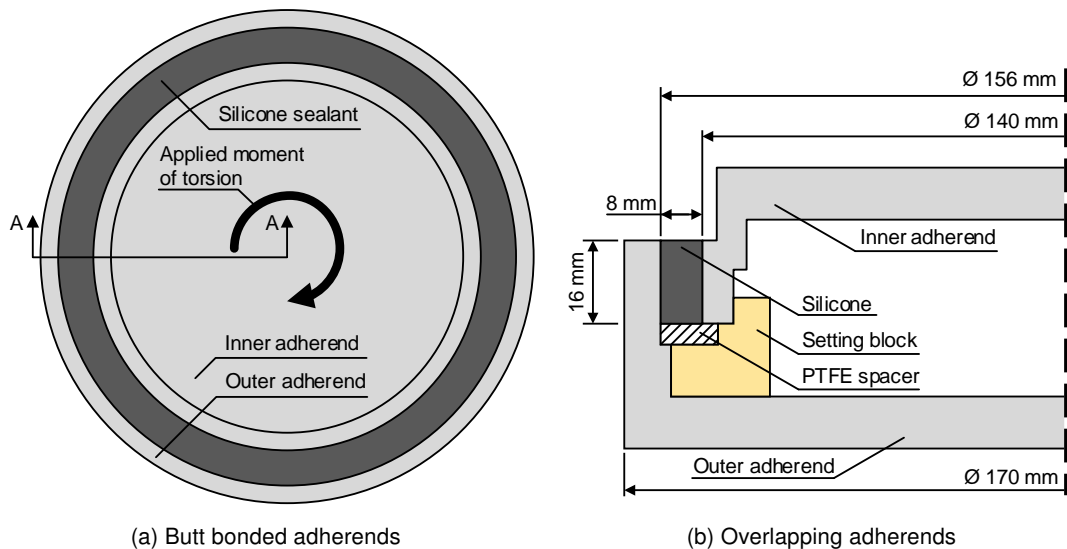 Silicone sealant
Applied moment
of torsion
A
A
Inner adherend
Outer adherend
(a) Butt bonded adherends
Ø 156 mm
Ø 140 mm
8 mm
16 mm
Inner adherend
Silicone
Setting block
PTFE spacer
Outer adherend
Ø 170 mm
(b) Overlapping adherends